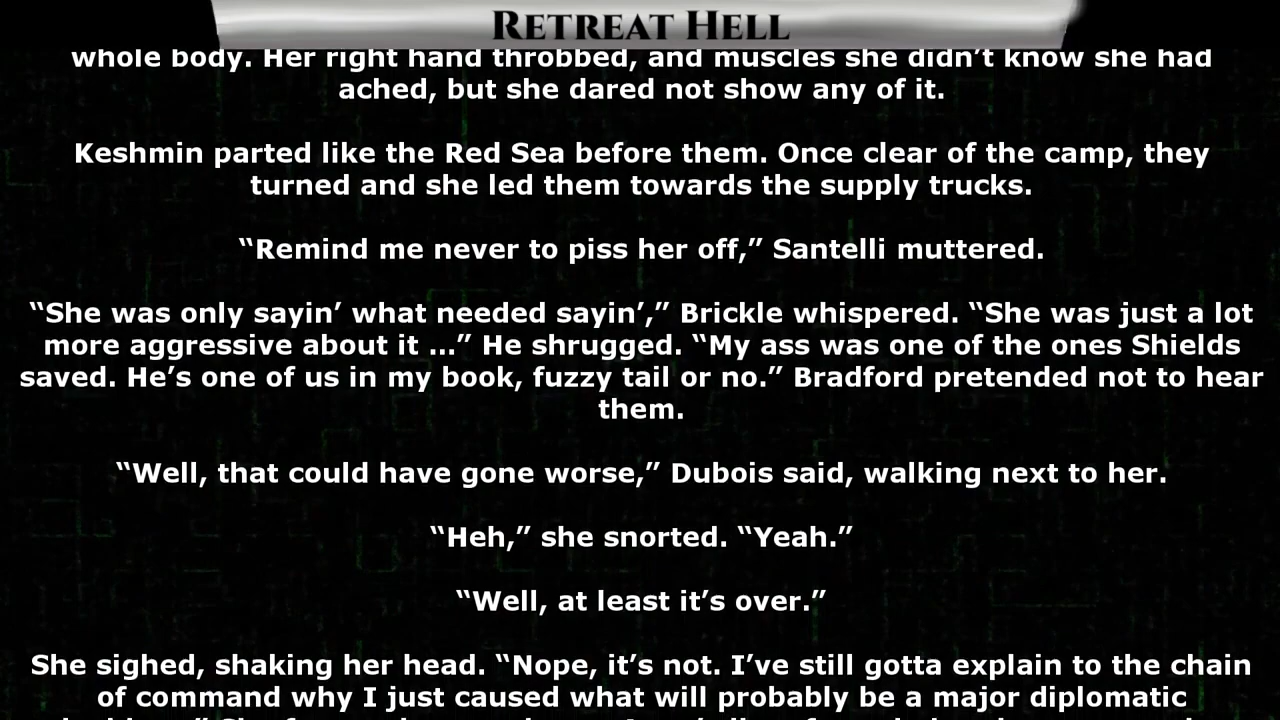 RETREAT HELL
whole body. Her right hand throbbed, and muscles she didn’t know she had
ached, but she dared not show any of it.
Keshmin parted like the Red Sea before them. Once clear of the camp, they
turned and she led them towards the supply trucks.
“Remind me never to piss her off,” Santelli muttered.
“She was only sayin’ what needed sayin’,” Brickle whispered. “She was just a lot
more aggressive about it ...” He shrugged. “My ass was one of the ones Shields
saved. He’s one of us in my book, fuzzy tail or no.” Bradford pretended not to hear
them.
“Well, that could have gone worse,” Dubois said, walking next to her.
“Heh,” she snorted. “Yeah.”
“Well, at least it’s over.”
She sighed, shaking her head. “Nope, it’s not. I’ve still gotta explain to the chain
of command why I just caused what will probably be a major diplomatic